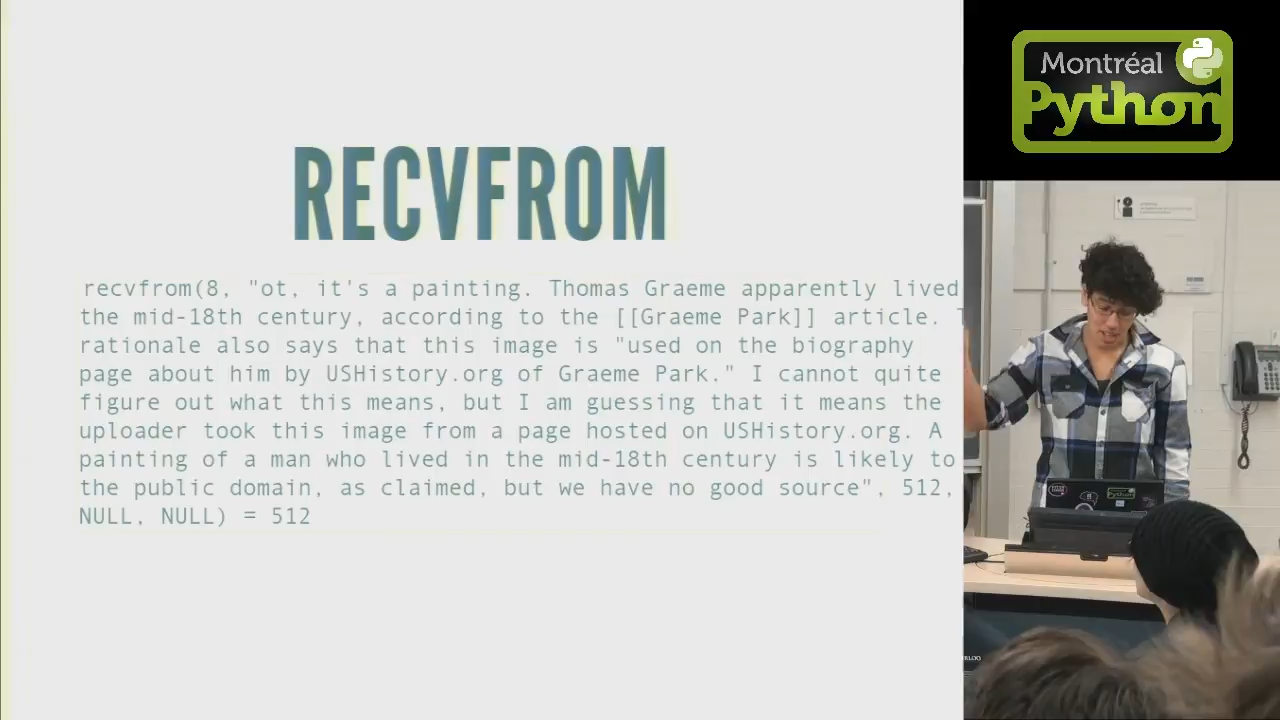 RECVFROM
recvfrom(8, "ot, it's a painting. Thomas Graeme apparently lived
the mid-18th century, according to the [[Graeme Park]] article.
rationale also says that this image is "used on the biography
page about him by USHistory.org of Graeme Park." I cannot quite
figure out what this means, but I am guessing that it means the
uploader took this image from a page hosted on USHistory.org. A
painting of a man who lived in the mid-18th century is likely to
the public domain, as claimed, but we have no good source", 512,
NULL, NULL) = 512
Montréal
Python